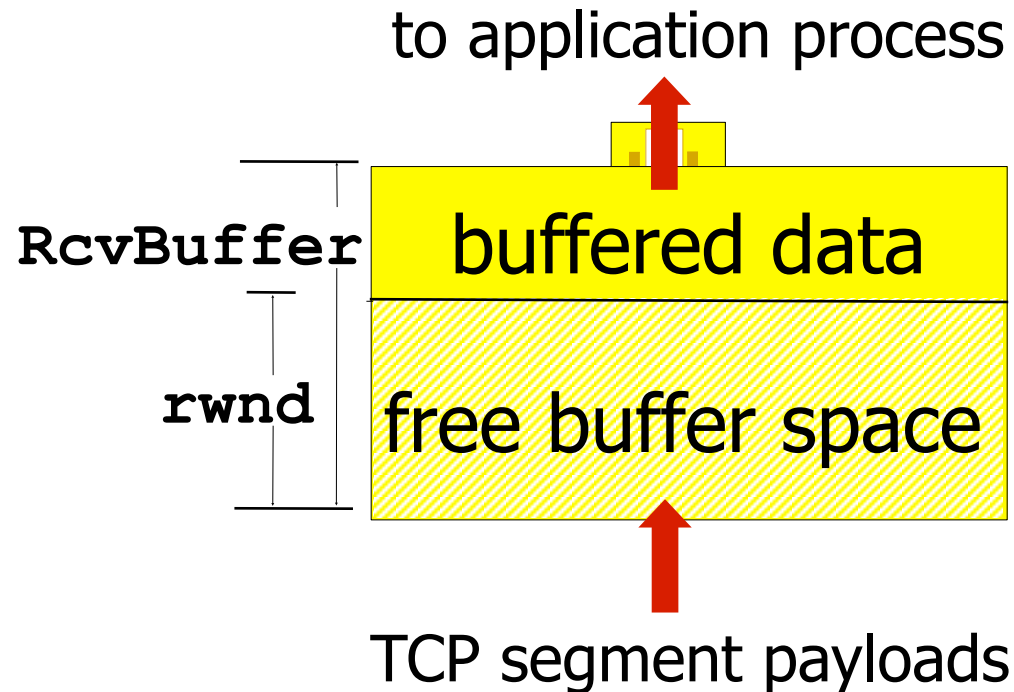 to application process
RcvBuffer
buffered data
rwnd
free buffer space
TCP segment payloads